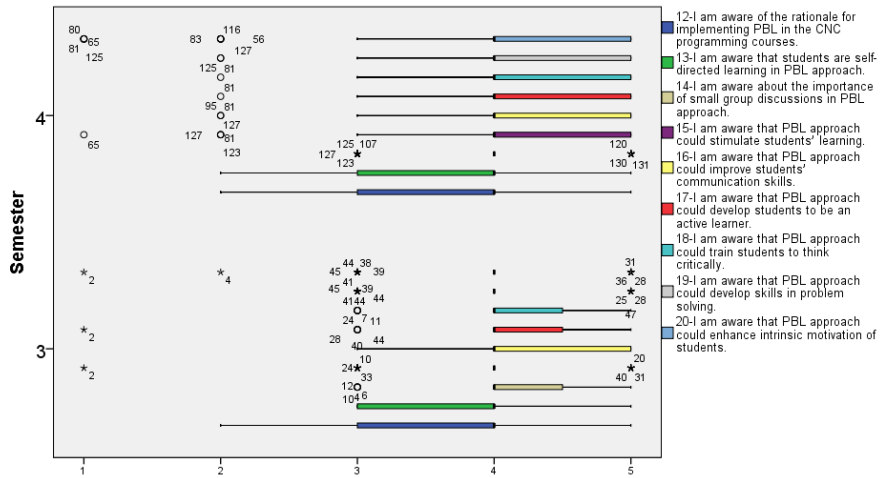 80
65
81
125
116
83
56
127
125
81
81
95
81
127
127
81
65
123
125
107
127
123
120
130
131
4
44
38
45
39
41
45
39
41
44
44
24
7
11
28
40
44
10
24
33
12
10
4
6
2
4
2
2
31
36
28
25
28
47
20
40
31
3
Semester
1
2
3
4
5
12-I am aware of the rationale for
implementing PBL in the CNC
programming courses.
13-I am aware that students are self-
directed learning in PBL approach.
14-I am aware about the importance
of small group discussions in PBL
approach.
15-I am aware that PBL approach
could stimulate students' learning.
16-I am aware that PBL approach
could improve students'
communication skills.
17-I am aware that PBL approach
could develop students to be an
active learner.
18-I am aware that PBL approach
could train students to think
critically.
19-I am aware that PBL approach
could develop skills in problem
solving.
20-I am aware that PBL approach
could enhance intrinsic motivation of
students.